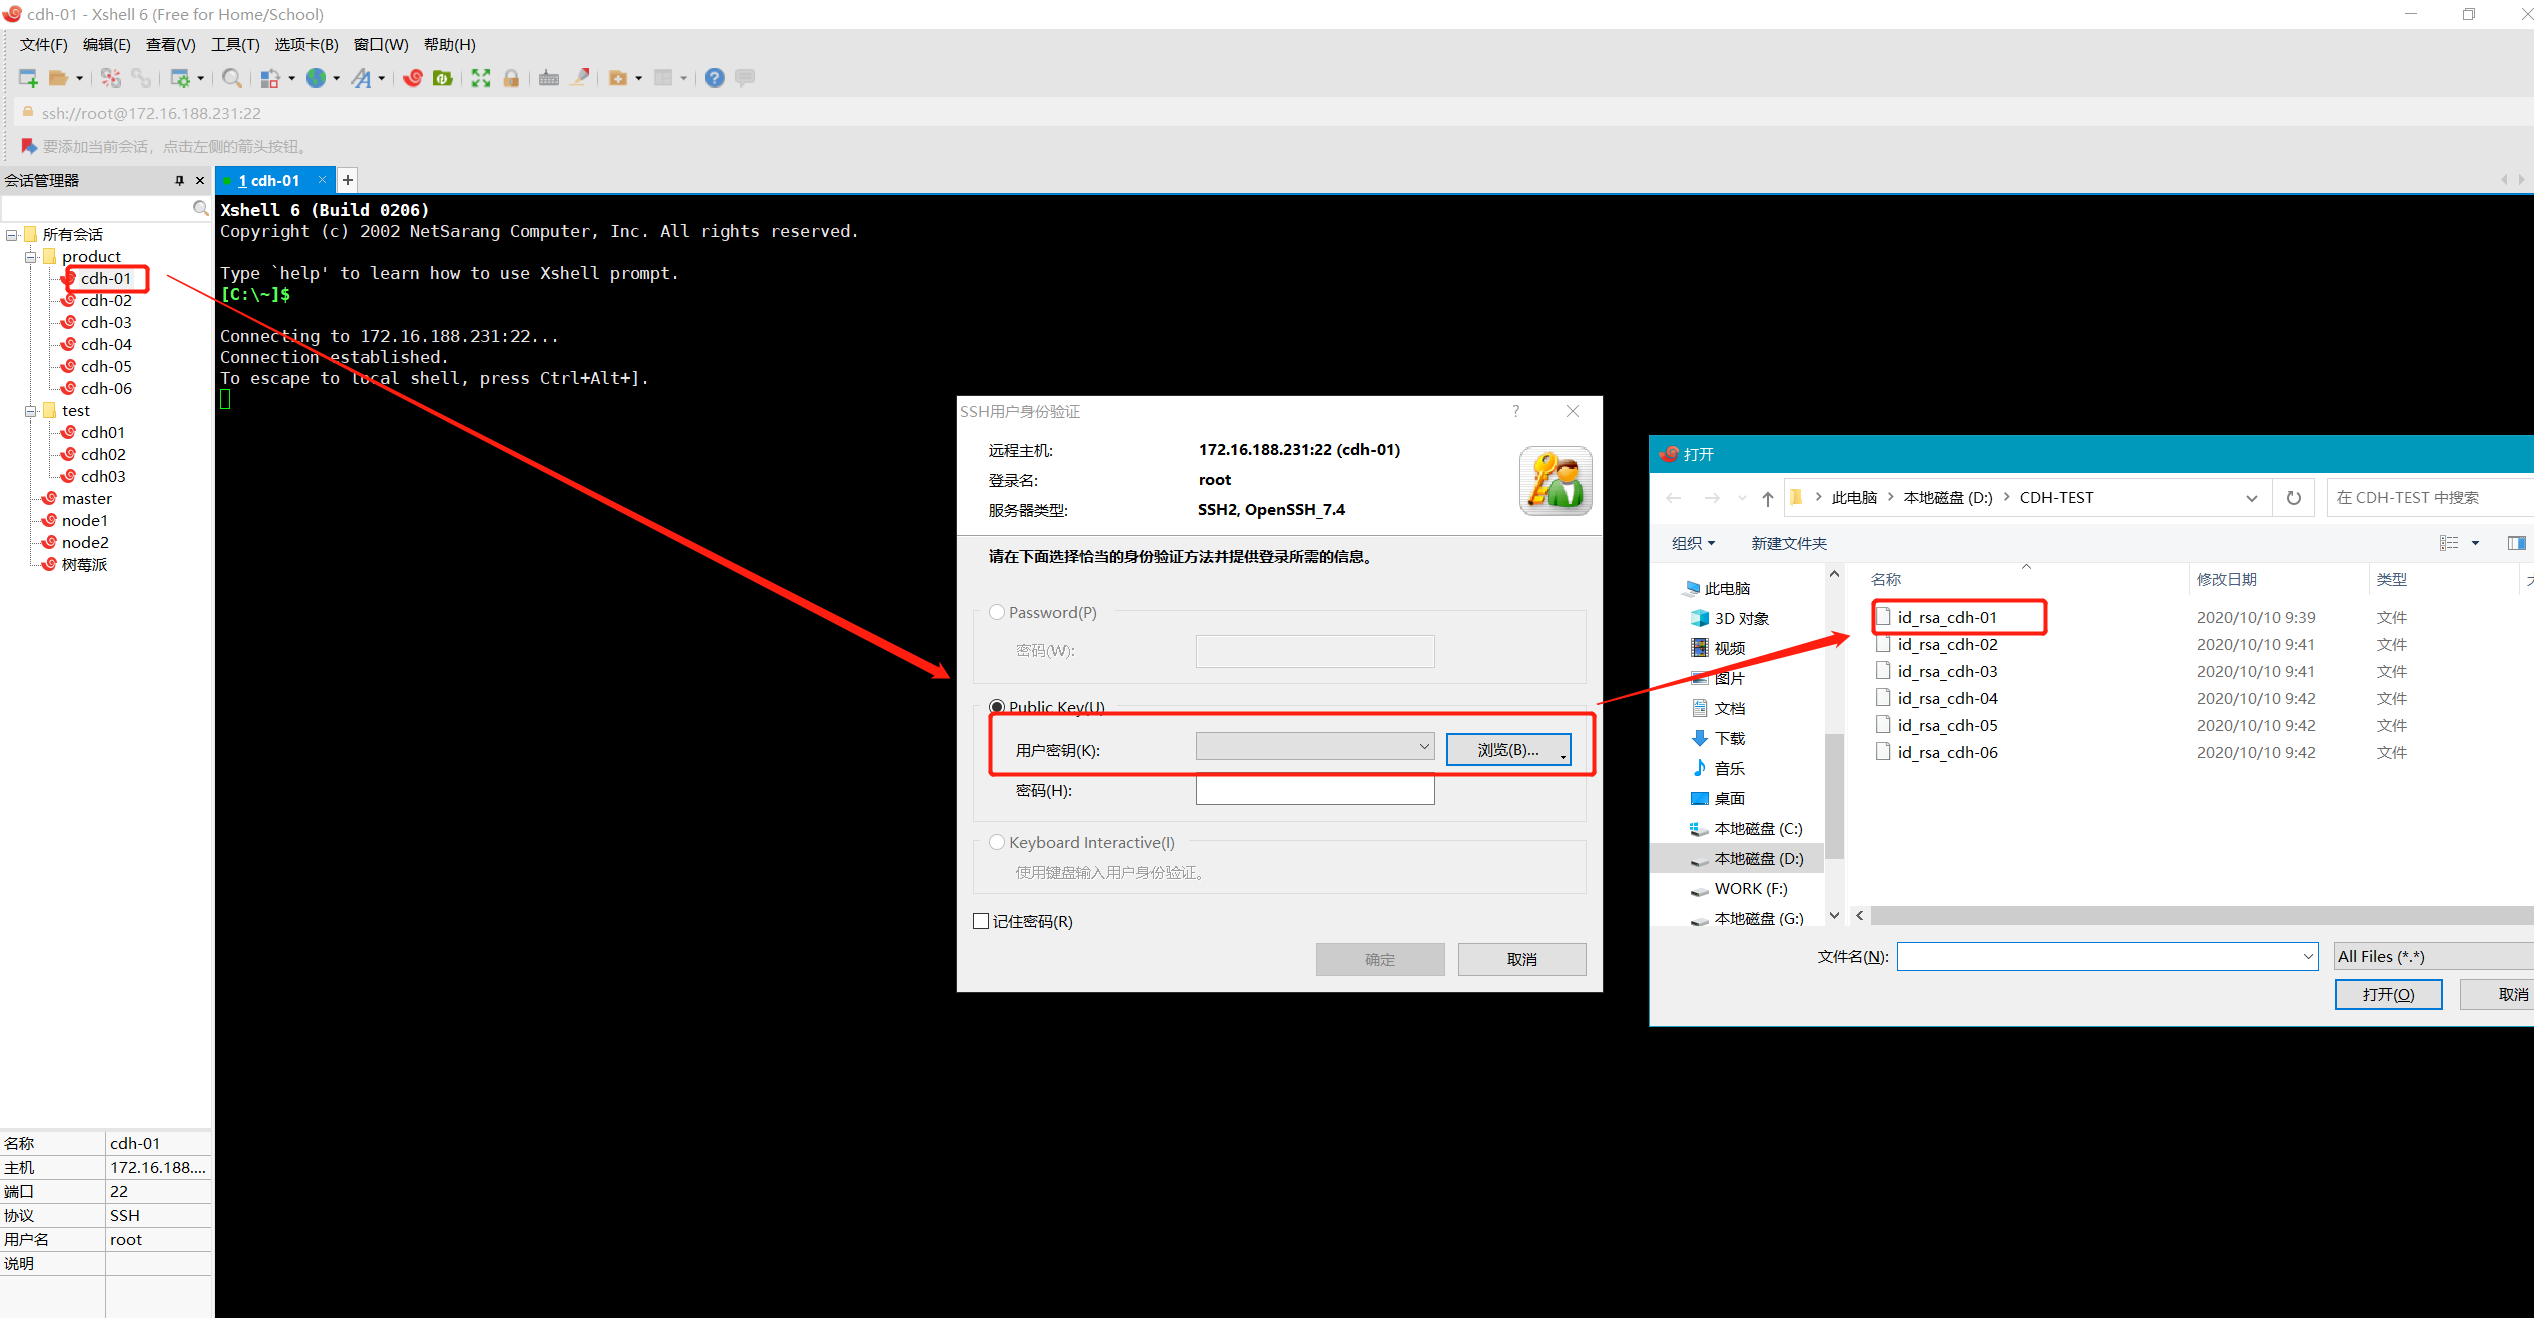 cdh-01 - Xshell 6 (Free for Home/School)
文件(F) 编辑(E) 查看(V) 工具(T) 选项卡(B) 窗口(W) 帮助(H)
ssh://root@172.16.188.231:22
要添加当前会话，点击左侧的箭头按钮。
会话管理器
所有会话
product
cdh-01
cdh-02
cdh-03
cdh-04
cdh-05
cdh-06
test
cdh01
cdh02
cdh03
master
node1
node2
树莓派
名称 cdh-01
主机 172.16.188....
端口 22
协议 SSH
用户名 root
说明
1 cdh-01
Xshell 6 (Build 0206)
Copyright (c) 2002 NetSarang Computer, Inc. All rights reserved.
Type `help' to learn how to use Xshell prompt.
[C:\~]$
Connecting to 172.16.188.231:22...
Connection established.
To escape to local shell, press Ctrl+Alt+].
SSH用户身份验证
远程主机: 172.16.188.231:22 (cdh-01)
登录名: root
服务器类型: SSH2, OpenSSH_7.4
请在下面选择恰当的身份验证方法并提供登录所需的信息。
Password(P)
密码(W):
Public Key(U)
用户密钥(K): 浏览(B)...
密码(H):
Keyboard Interactive(I)
使用键盘输入用户身份验证。
记住密码(R)
确定 取消
打开
此电脑 本地磁盘 (D:) CDH-TEST
在 CDH-TEST 中搜索
组织 新建文件夹
此电脑
3D 对象
视频
图片
文档
下载
音乐
桌面
本地磁盘 (C:)
本地磁盘 (D:)
WORK (F:)
本地磁盘 (G:)
名称 修改日期 类型
id_rsa_cdh-01 2020/10/10 9:39 文件
id_rsa_cdh-02 2020/10/10 9:41 文件
id_rsa_cdh-03 2020/10/10 9:41 文件
id_rsa_cdh-04 2020/10/10 9:42 文件
id_rsa_cdh-05 2020/10/10 9:42 文件
id_rsa_cdh-06 2020/10/10 9:42 文件
文件名(N): All Files (*.*)
打开(O) 取消